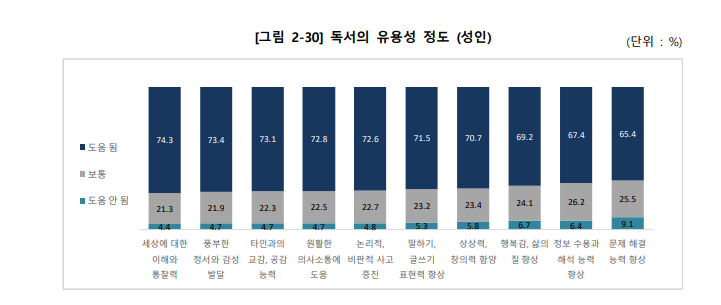 [그림 2-30] 독서의 유용성 정도 (성인)
(단위 : %)
74.3 73.4 73.1 72.8 72.6 71.5 70.7 69.2 67.4 65.4
도움 됨
보통
도움 안 됨
21.3 21.9 22.3 22.5 22.7 23.2 23.4 24.1 26.2 25.5
4.4 4.7 4.7 4.7 4.8 5.3 5.8 6.7 6.4 9.1
세상에 대한 풍부한 타인과의 원활한 논리적, 말하기, 상상력, 행복감, 삶의 정보 수용과 문제 해결
이해와 정서와 감성 교감, 공감 의사소통에 비판적 사고 글쓰기 창의력 함양 질 향상 해석 능력 능력 향상
통찰력 발달 능력 도움 증진 표현력 향상 향상